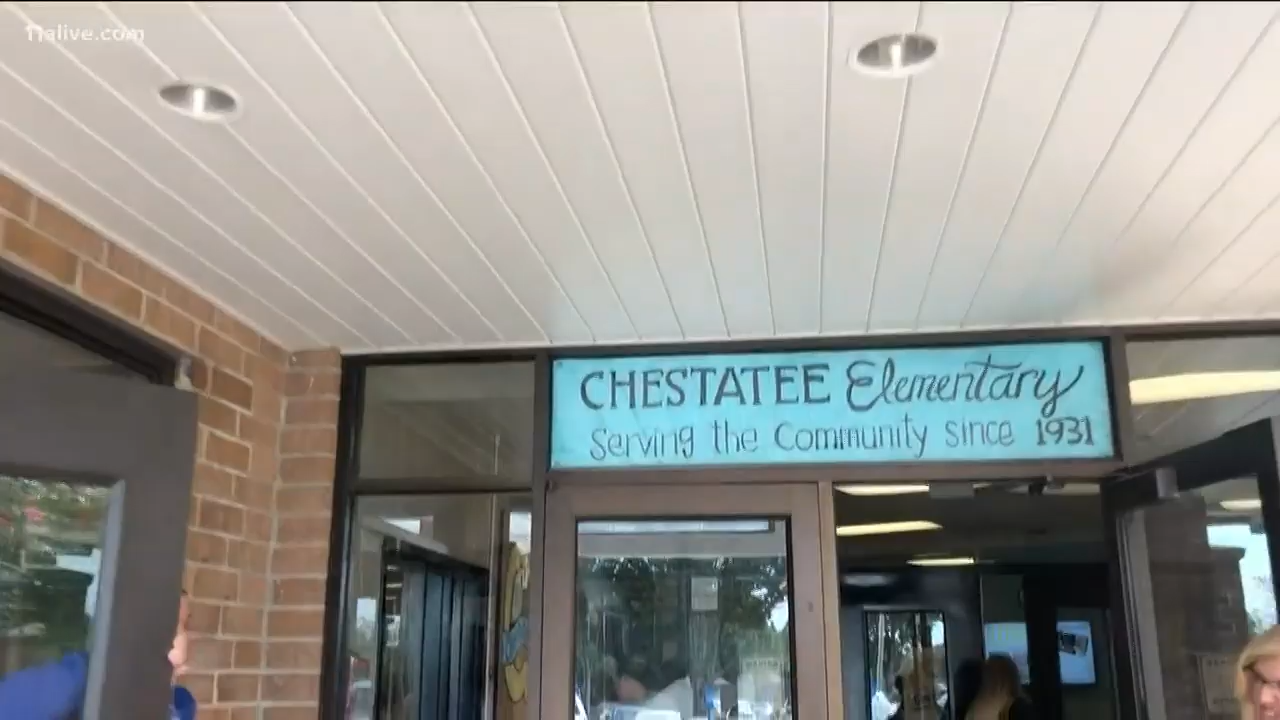 11alive.com
CHESTATEE Elementary
Serving the Community since 1931